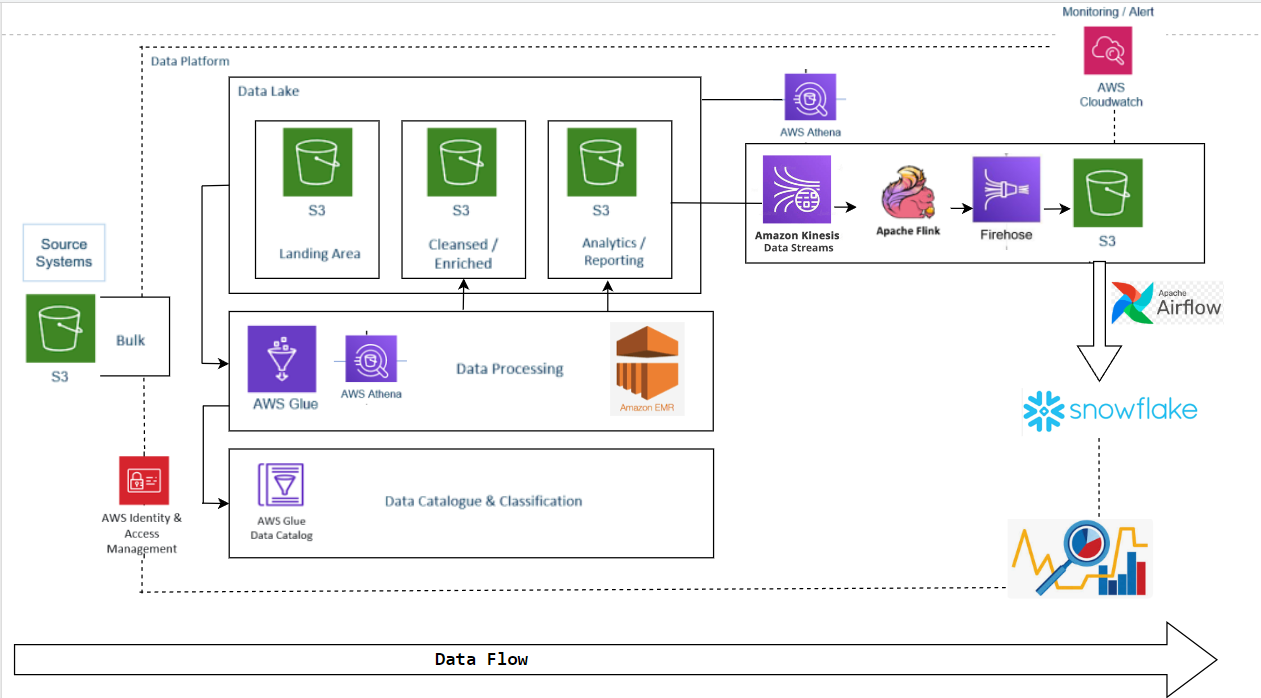 Monitoring / Alert
AWS
Cloudwatch
Data Platform
Data Lake
S3
Landing Area
S3
Cleansed /
Enriched
S3
Analytics /
Reporting
AWS Athena
Amazon Kinesis
Data Streams
Apache Flink
Firehose
S3
Source
Systems
S3
Bulk
AWS Glue
AWS Athena
Data Processing
Amazon EMR
Apache
Airflow
snowflake
AWS Identity &
Access
Management
AWS Glue
Data Catalog
Data Catalogue & Classification
Data Flow